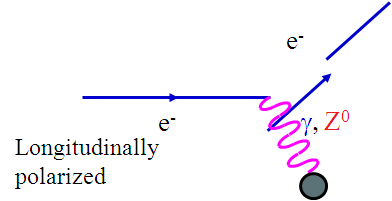 e-
e-
γ, Z0
Longitudinally
polarized